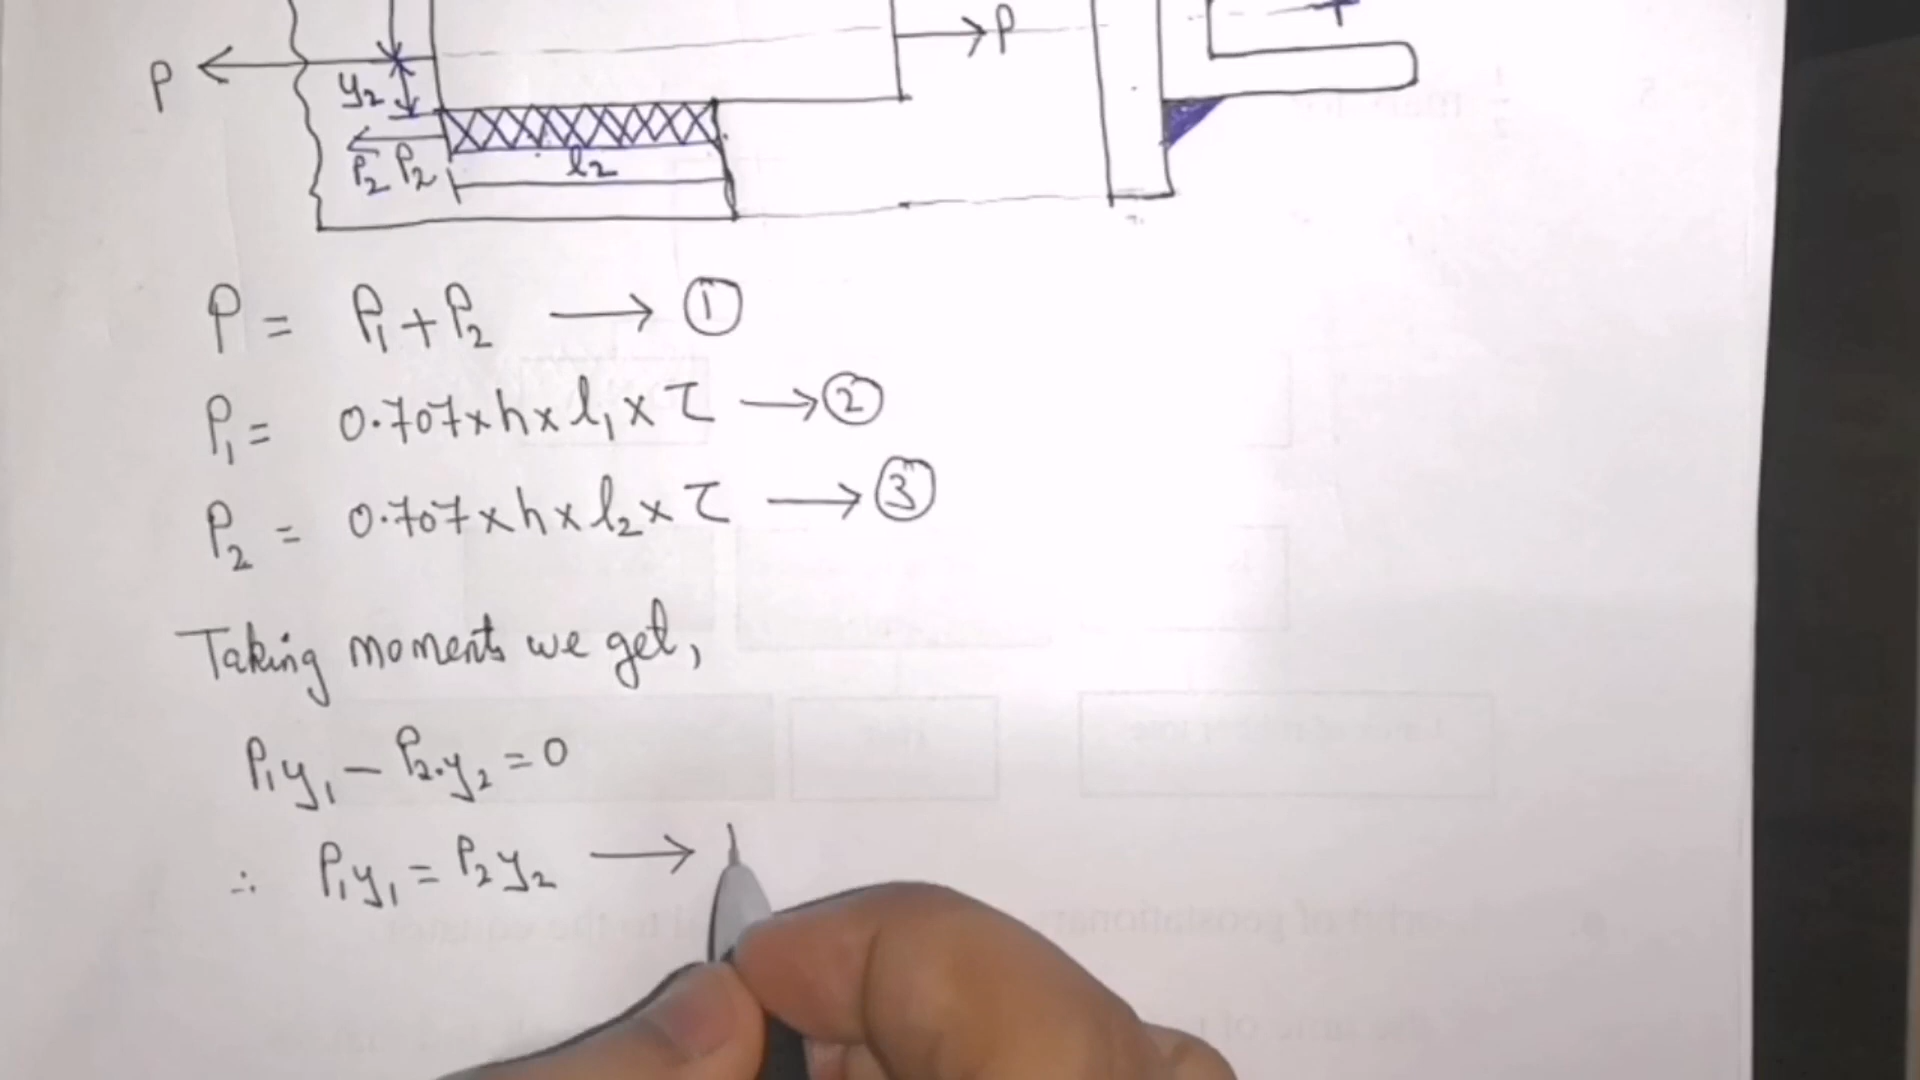 P
P
y2
P2 P2
l2
P = P1 + P2 → ①
P1 = 0.707 × h × l1 × τ → ②
P2 = 0.707 × h × l2 × τ → ③
Taking moments we get,
P1y1 − P2.y2 = 0
∴ P1y1 = P2y2 →